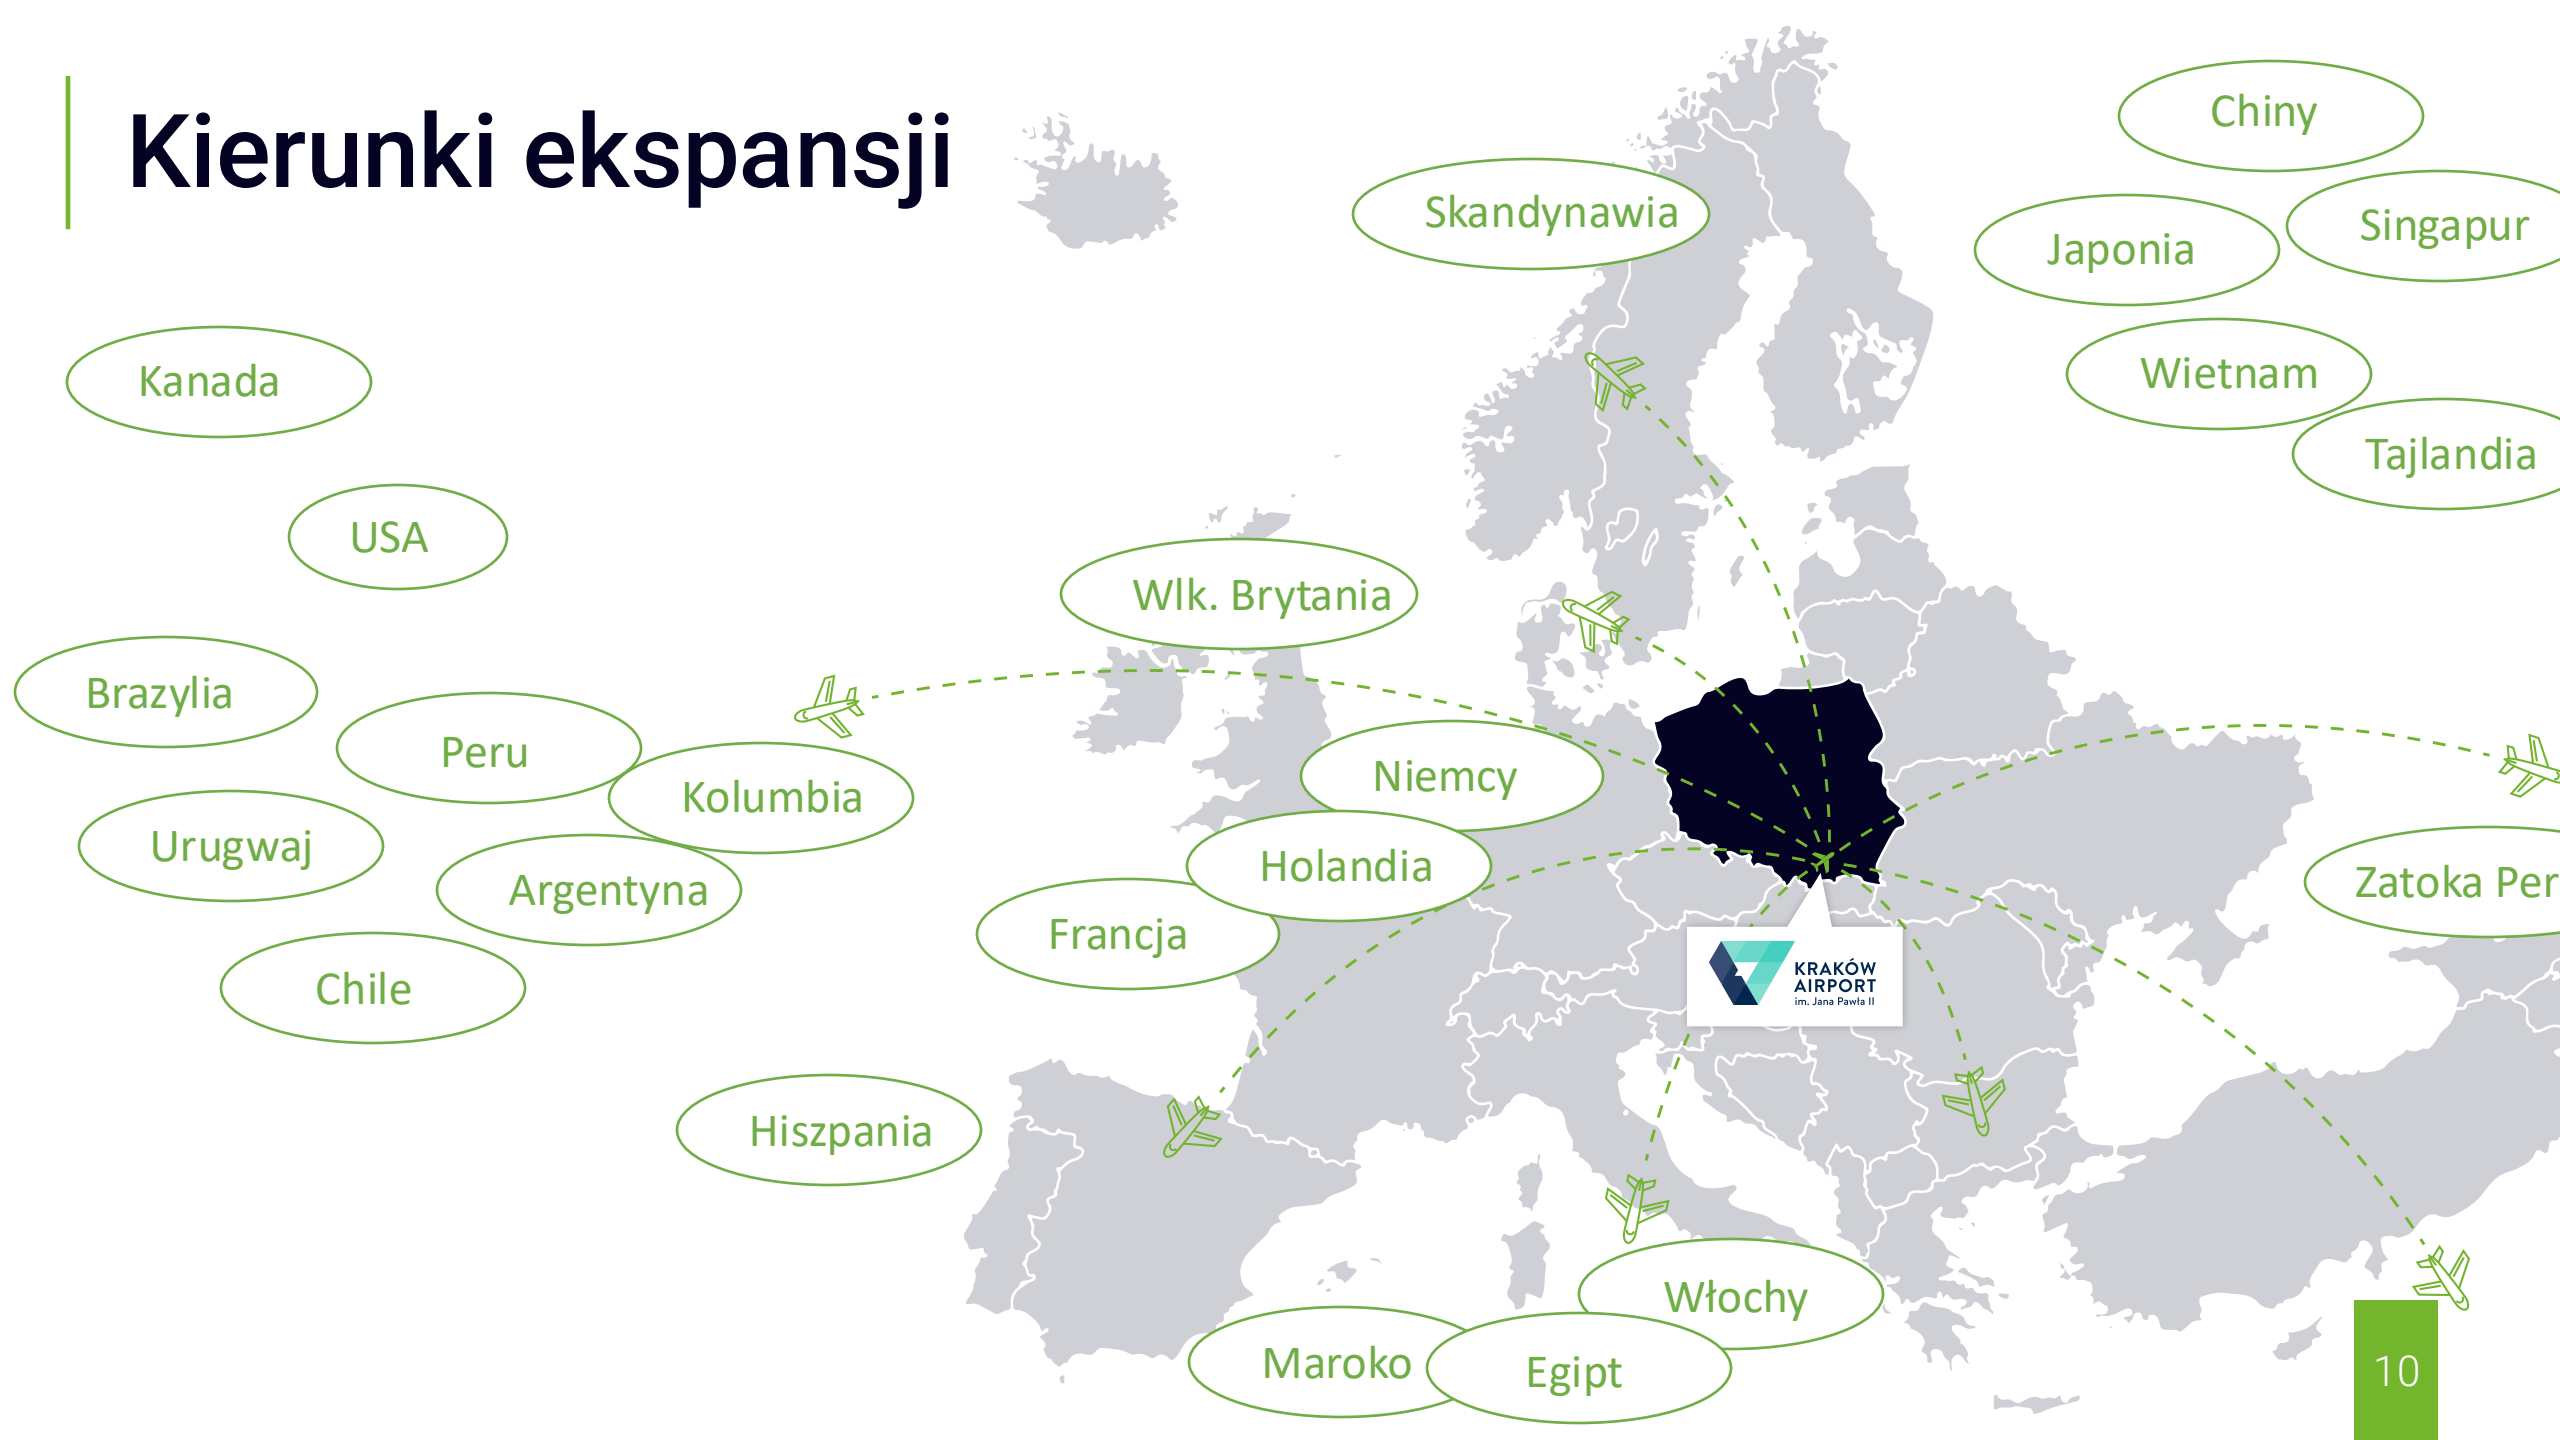 Kierunki ekspansji
Chiny
Skandynawia
Singapur
Japonia
Kanada
Wietnam
Tajlandia
USA
Wlk. Brytania
Brazylia
Peru
Kolumbia
Niemcy
Urugwaj
Argentyna
Holandia
Zatoka Per
Francja
Chile
KRAKÓW
AIRPORT
im. Jana Pawła II
Hiszpania
Włochy
Maroko
Egipt
10